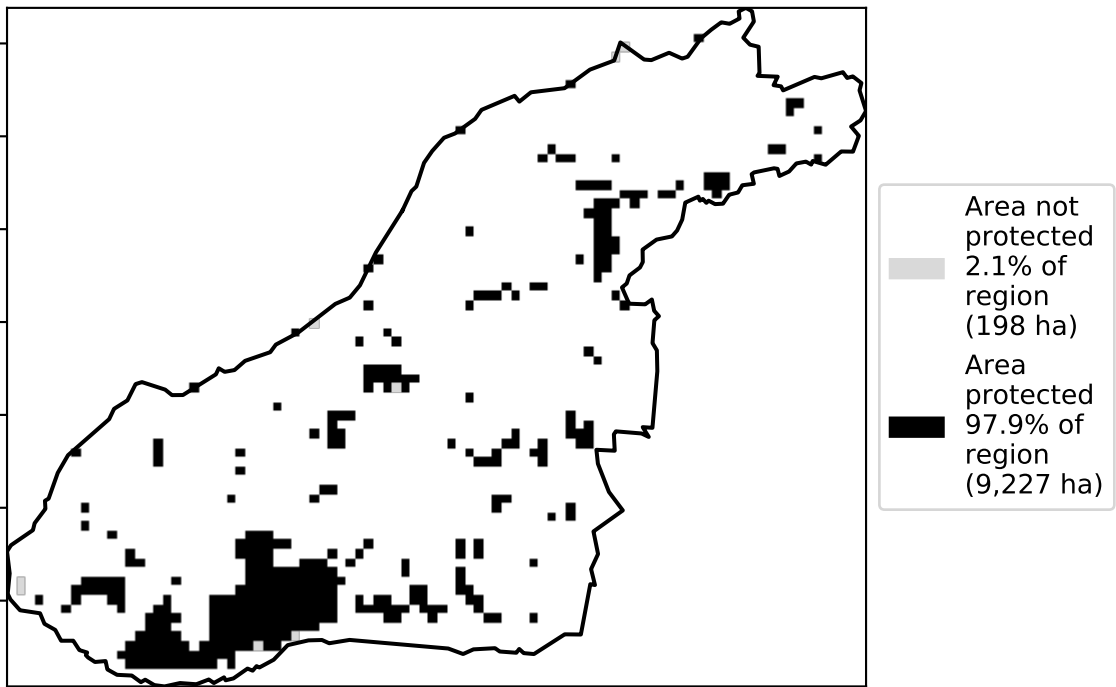 Area not
protected
2.1% of
region
(198 ha)
Area
protected
97.9% of
region
(9,227 ha)